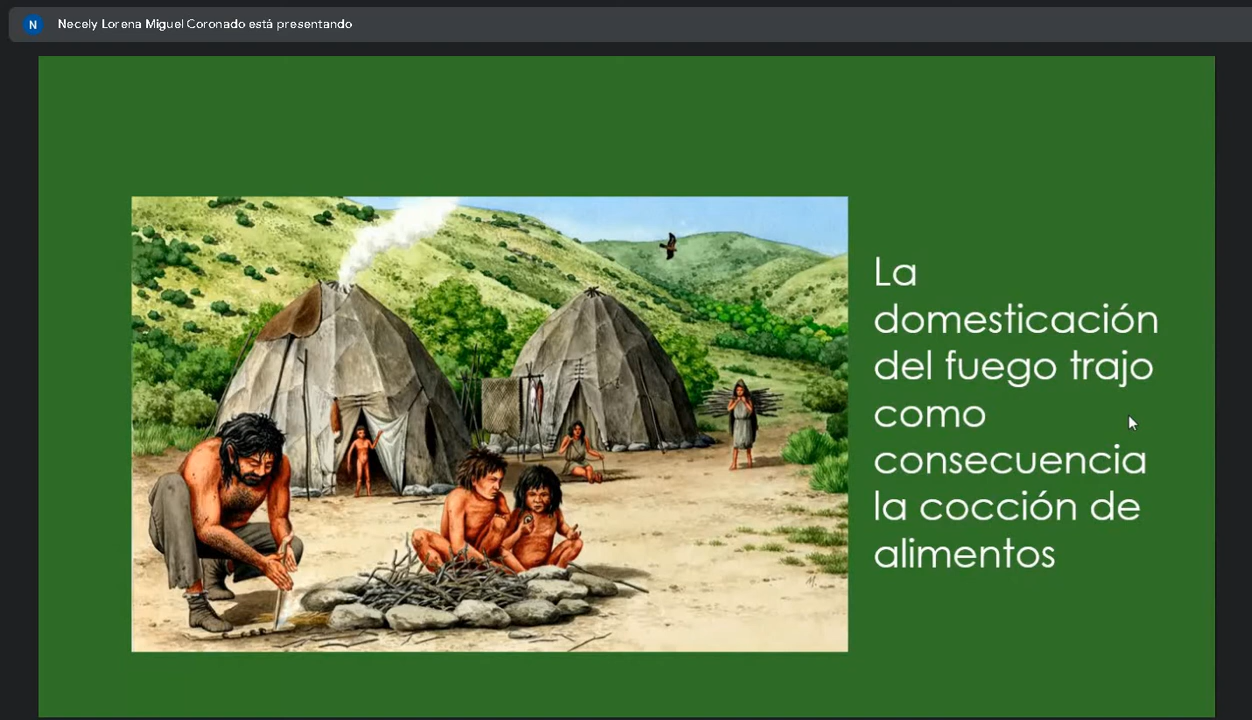 N
Necely Lorena Miguel Coronado está presentando
La
domesticación
del fuego trajo
como
consecuencia
la cocción de
alimentos